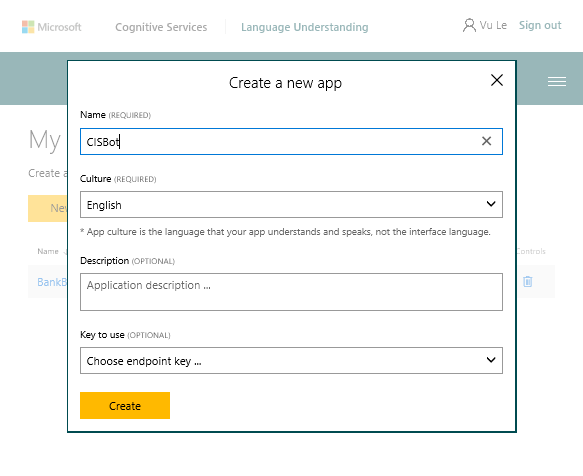 Microsoft Cognitive Services Language Understanding Vu Le Sign out
Create a new app
My
Name (REQUIRED)
CISBot
Create a
Culture (REQUIRED)
New
English
* App culture is the language that your app understands and speaks, not the interface language.
Name ↓ Controls
Description (OPTIONAL)
BankB
Application description ...
Key to use (OPTIONAL)
Choose endpoint key ...
Create